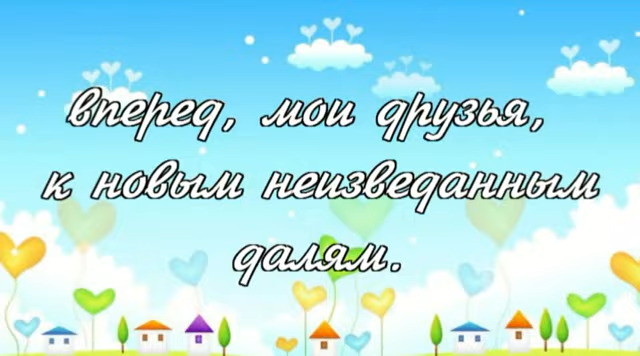 вперед, мои друзья,
к новым неизведанным
далям.